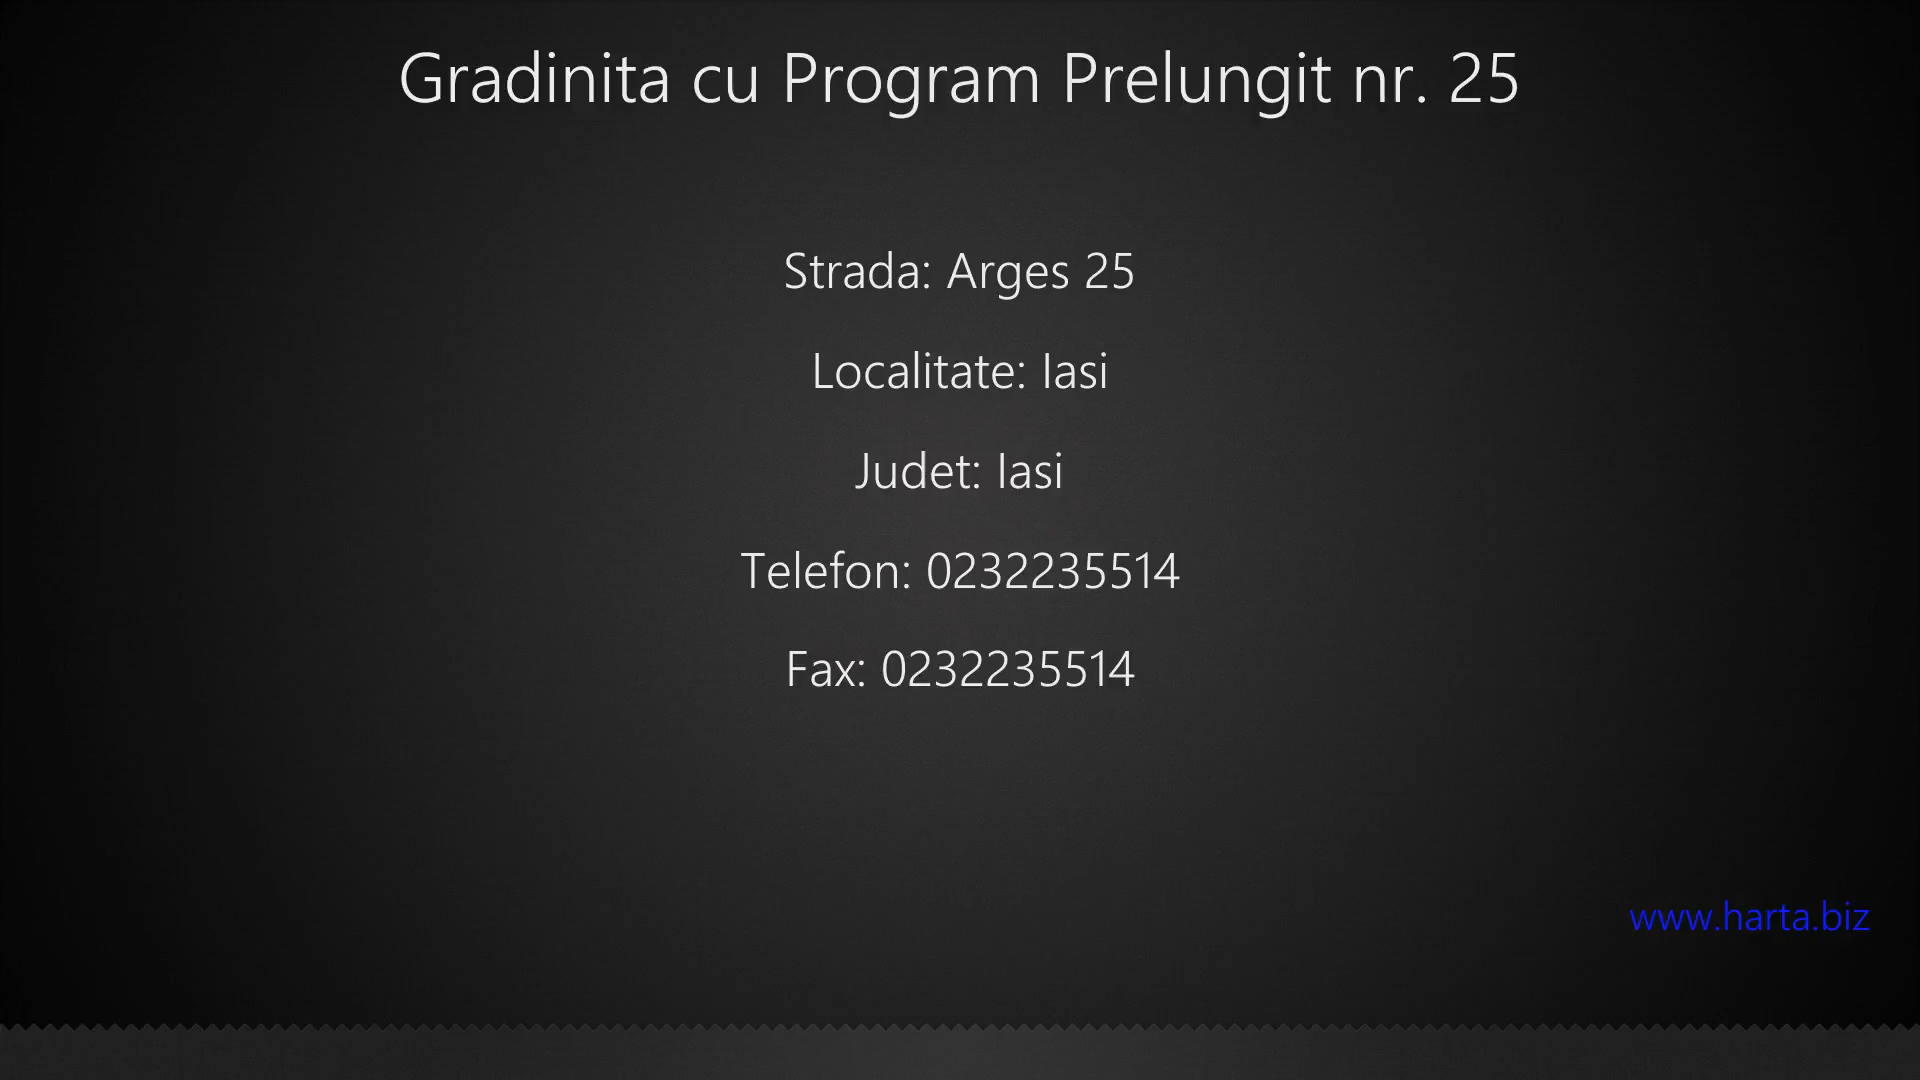 Gradinita cu Program Prelungit nr. 25
Strada: Arges 25
Localitate: Iasi
Judet: Iasi
Telefon: 0232235514
Fax: 0232235514
www.harta.biz